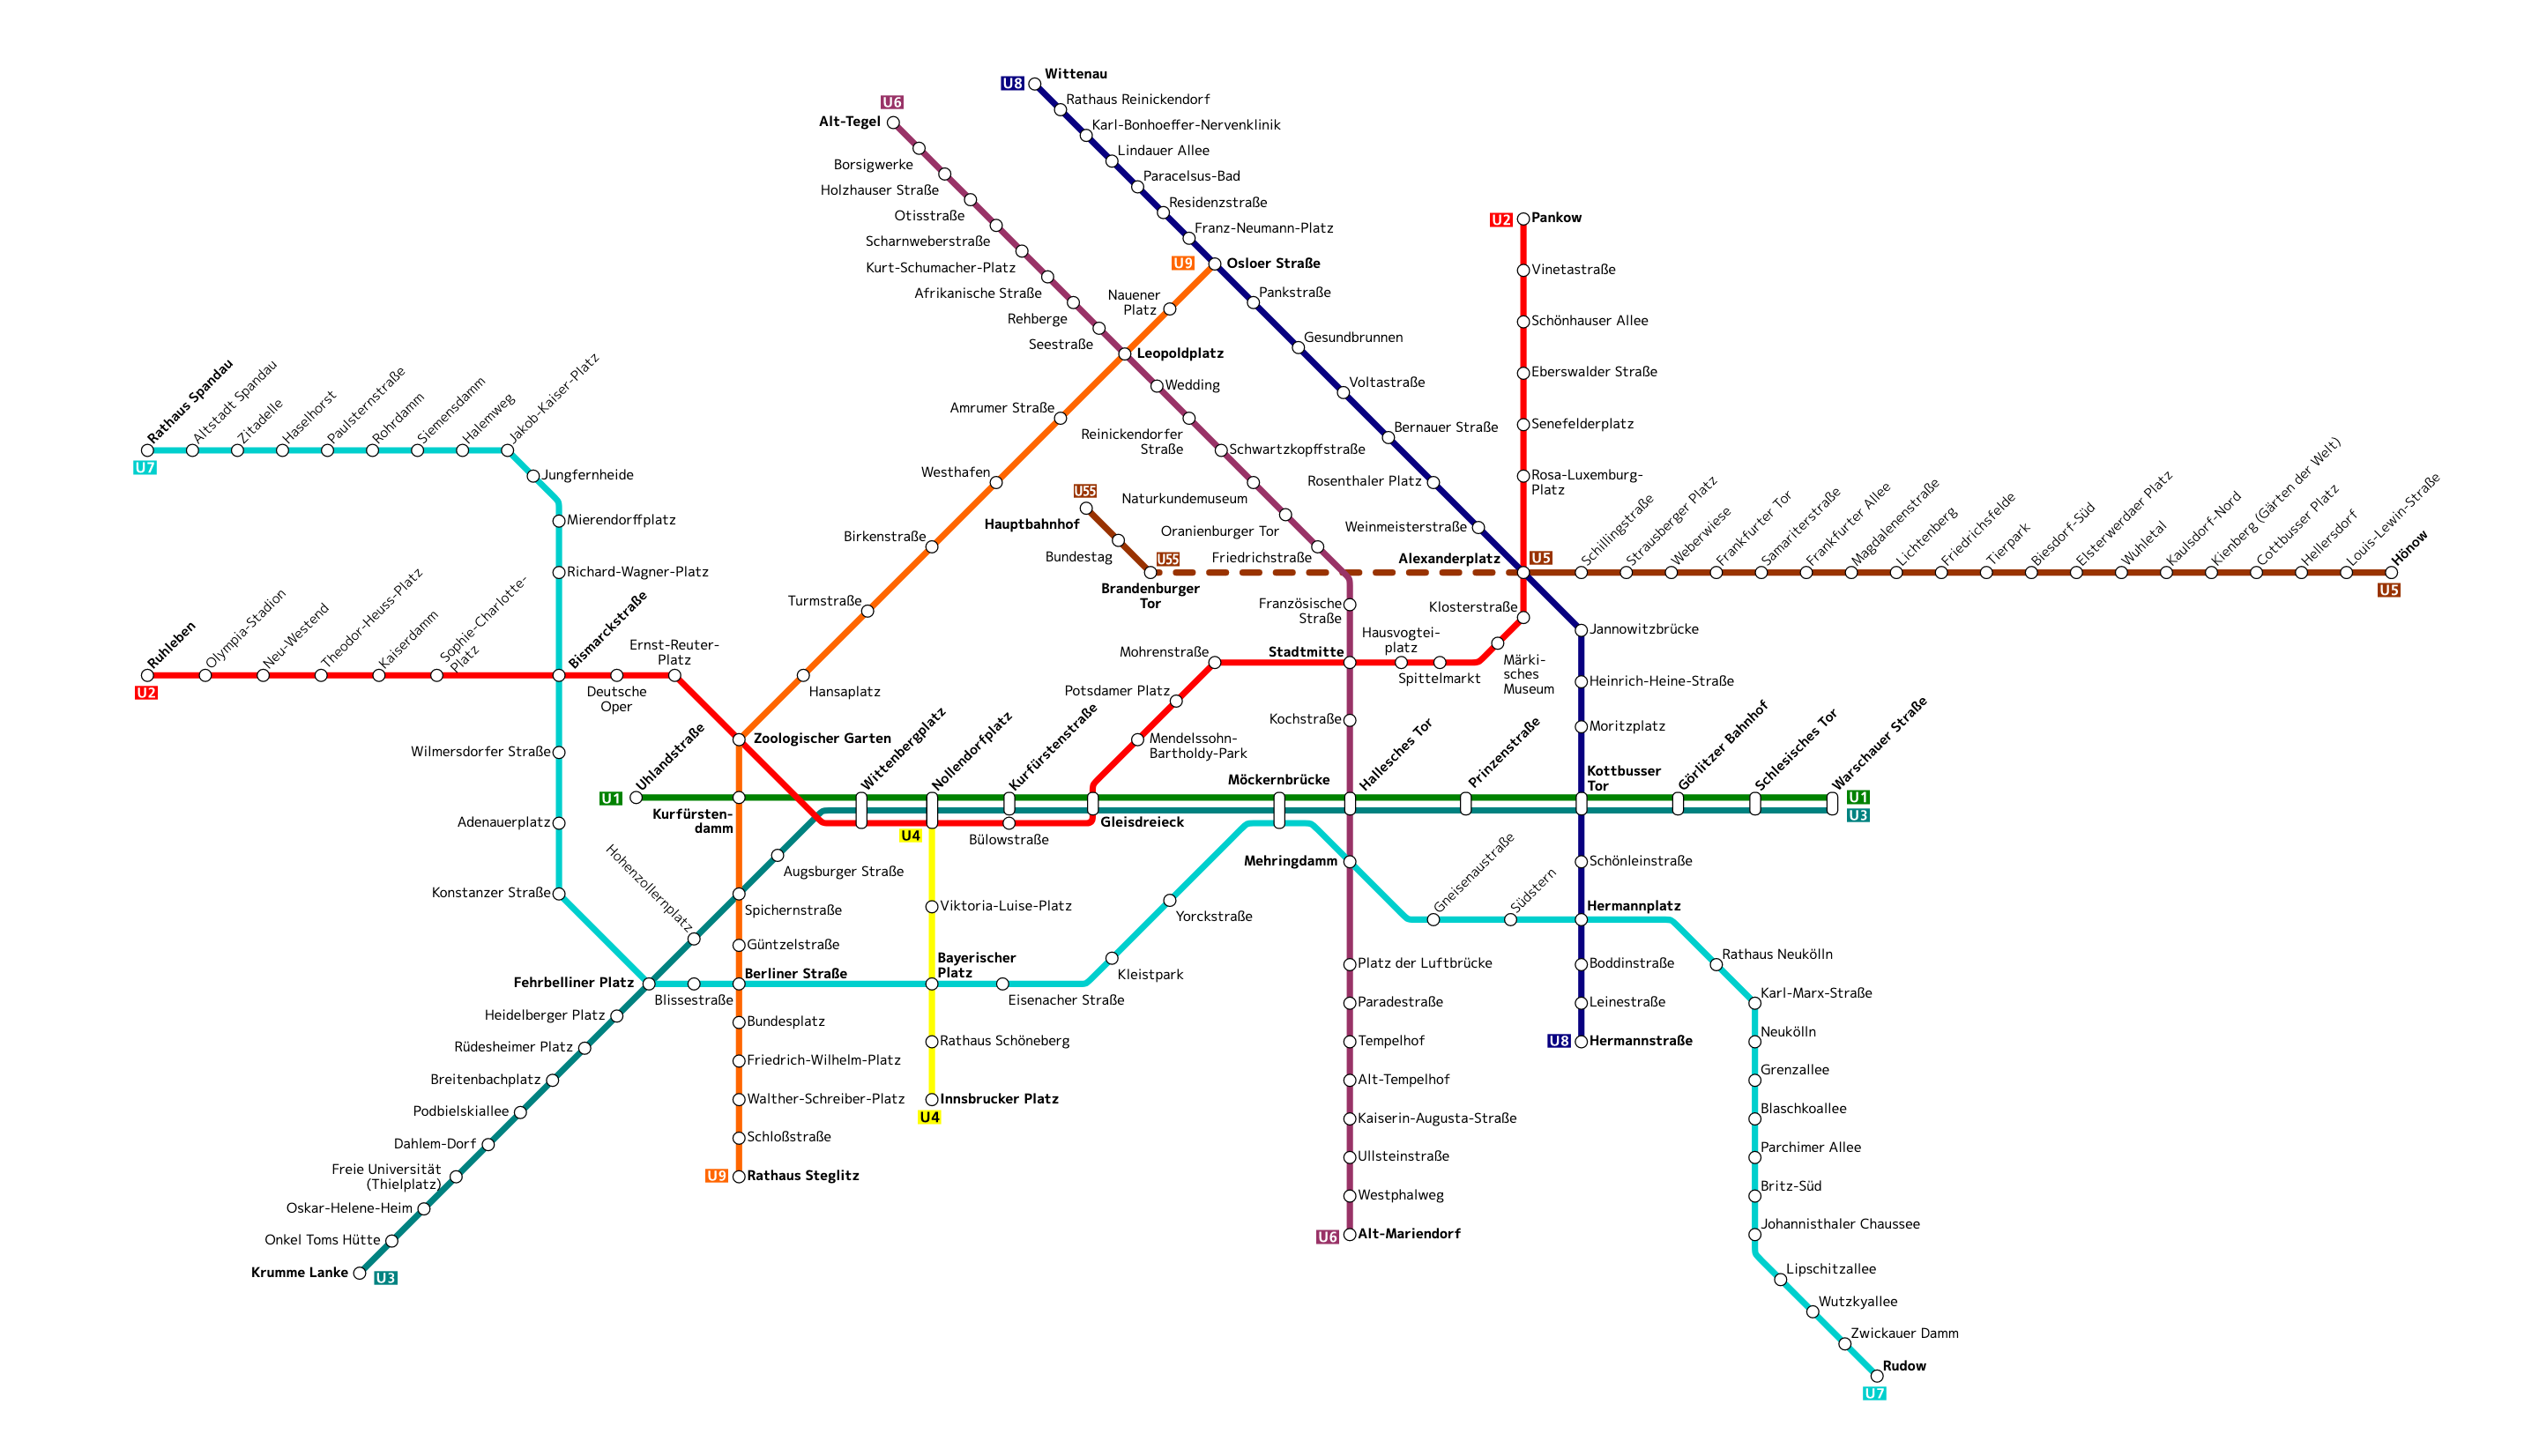 U8
Wittenau
Rathaus Reinickendorf
Karl-Bonhoeffer-Nervenklinik
Lindauer Allee
Paracelsus-Bad
Residenzstraße
Franz-Neumann-Platz
U9
Osloer Straße
Pankstraße
Gesundbrunnen
Voltastraße
Bernauer Straße
Rosenthaler Platz
Weinmeisterstraße
Alexanderplatz
U6
Alt-Tegel
Borsigwerke
Holzhauser Straße
Otisstraße
Scharnweberstraße
Kurt-Schumacher-Platz
Afrikanische Straße
Rehberge
Seestraße
Leopoldplatz
Wedding
Reinickendorfer
Straße
Schwartzkopffstraße
Naturkundemuseum
Oranienburger Tor
Friedrichstraße
Französische
Straße
Nauener
Platz
Amrumer Straße
Westhafen
Birkenstraße
Turmstraße
Hansaplatz
U2
Pankow
Vinetastraße
Schönhauser Allee
Eberswalder Straße
Senefelderplatz
Rosa-Luxemburg-
Platz
U55
Hauptbahnhof
Bundestag
U55
Brandenburger
Tor
U5
Schillingstraße
Strausberger Platz
Weberwiese
Frankfurter Tor
Samariterstraße
Frankfurter Allee
Magdalenenstraße
Lichtenberg
Friedrichsfelde
Tierpark
Biesdorf-Süd
Elsterwerdaer Platz
Wuhletal
Kaulsdorf-Nord
Kienberg (Gärten der Welt)
Cottbusser Platz
Hellersdorf
Louis-Lewin-Straße
Hönow
U5
Rathaus Spandau
Altstadt Spandau
Zitadelle
Haselhorst
Paulsternstraße
Rohrdamm
Siemensdamm
Halemweg
Jakob-Kaiser-Platz
U7
Jungfernheide
Mierendorffplatz
Richard-Wagner-Platz
Ruhleben
Olympia-Stadion
Neu-Westend
Theodor-Heuss-Platz
Kaiserdamm
Sophie-Charlotte-
Platz
Bismarckstraße
U2
Deutsche
Oper
Ernst-Reuter-
Platz
Zoologischer Garten
Klosterstraße
Märki-
sches
Museum
Spittelmarkt
Hausvogtei-
platz
Stadtmitte
Mohrenstraße
Potsdamer Platz
Mendelssohn-
Bartholdy-Park
Kochstraße
Jannowitzbrücke
Heinrich-Heine-Straße
Moritzplatz
Wilmersdorfer Straße
Adenauerplatz
Konstanzer Straße
U1
Uhlandstraße
Kurfürsten-
damm
Wittenbergplatz
Nollendorfplatz
Kurfürstenstraße
Gleisdreieck
Möckernbrücke
Hallesches Tor
Prinzenstraße
Kottbusser
Tor
Görlitzer Bahnhof
Schlesisches Tor
Warschauer Straße
U1
U3
U4
Bülowstraße
Hohenzollernplatz
Augsburger Straße
Spichernstraße
Güntzelstraße
Berliner Straße
Viktoria-Luise-Platz
Bayerischer
Platz
Eisenacher Straße
Kleistpark
Yorckstraße
Mehringdamm
Gneisenaustraße
Südstern
Schönleinstraße
Hermannplatz
Boddinstraße
Leinestraße
U8
Hermannstraße
Rathaus Neukölln
Karl-Marx-Straße
Neukölln
Grenzallee
Blaschkoallee
Parchimer Allee
Britz-Süd
Johannisthaler Chaussee
Lipschitzallee
Wutzkyallee
Zwickauer Damm
Rudow
U7
Fehrbelliner Platz
Blissestraße
Heidelberger Platz
Rüdesheimer Platz
Breitenbachplatz
Podbielskiallee
Dahlem-Dorf
Freie Universität
(Thielplatz)
Oskar-Helene-Heim
Onkel Toms Hütte
Krumme Lanke
U3
Bundesplatz
Friedrich-Wilhelm-Platz
Walther-Schreiber-Platz
Schloßstraße
U9
Rathaus Steglitz
Rathaus Schöneberg
Innsbrucker Platz
U4
Platz der Luftbrücke
Paradestraße
Tempelhof
Alt-Tempelhof
Kaiserin-Augusta-Straße
Ullsteinstraße
Westphalweg
U6
Alt-Mariendorf